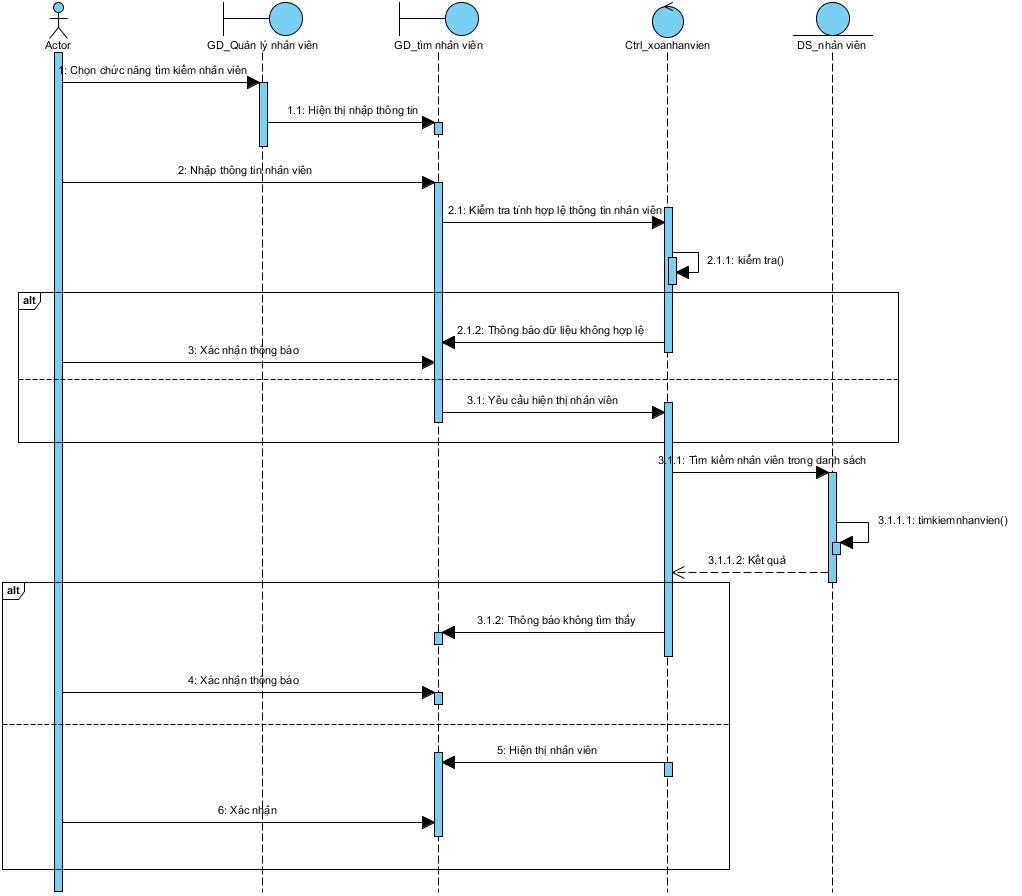 Actor
GD_Quản lý nhân viên
GD_tìm nhân viên
Ctrl_xoanhanvien
DS_nhân viên
1: Chọn chức năng tìm kiếm nhân viên
1.1: Hiện thị nhập thông tin
2: Nhập thông tin nhân viên
2.1: Kiểm tra tính hợp lệ thông tin nhân viên
2.1.1: kiểm tra()
alt
2.1.2: Thông báo dữ liệu không hợp lệ
3: Xác nhận thông báo
3.1: Yêu cầu hiện thị nhân viên
3.1.1: Tìm kiếm nhân viên trong danh sách
3.1.1.1: timkiemnhanvien()
3.1.1.2: Kết quả
alt
3.1.2: Thông báo không tìm thấy
4: Xác nhận thông báo
5: Hiện thị nhân viên
6: Xác nhận